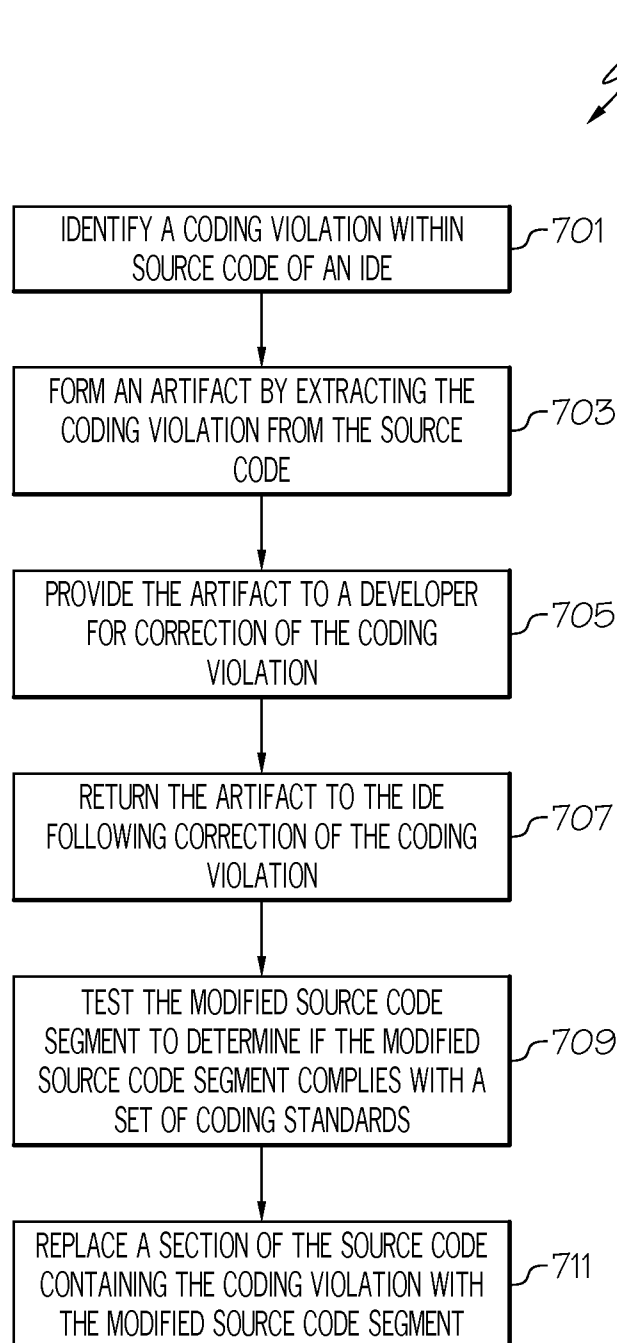 IDENTIFY A CODING VIOLATION WITHIN
SOURCE CODE OF AN IDE
701
FORM AN ARTIFACT BY EXTRACTING THE
CODING VIOLATION FROM THE SOURCE
CODE
703
PROVIDE THE ARTIFACT TO A DEVELOPER
FOR CORRECTION OF THE CODING
VIOLATION
705
RETURN THE ARTIFACT TO THE IDE
FOLLOWING CORRECTION OF THE CODING
VIOLATION
707
TEST THE MODIFIED SOURCE CODE
SEGMENT TO DETERMINE IF THE MODIFIED
SOURCE CODE SEGMENT COMPLIES WITH A
SET OF CODING STANDARDS
709
REPLACE A SECTION OF THE SOURCE CODE
CONTAINING THE CODING VIOLATION WITH
THE MODIFIED SOURCE CODE SEGMENT
711